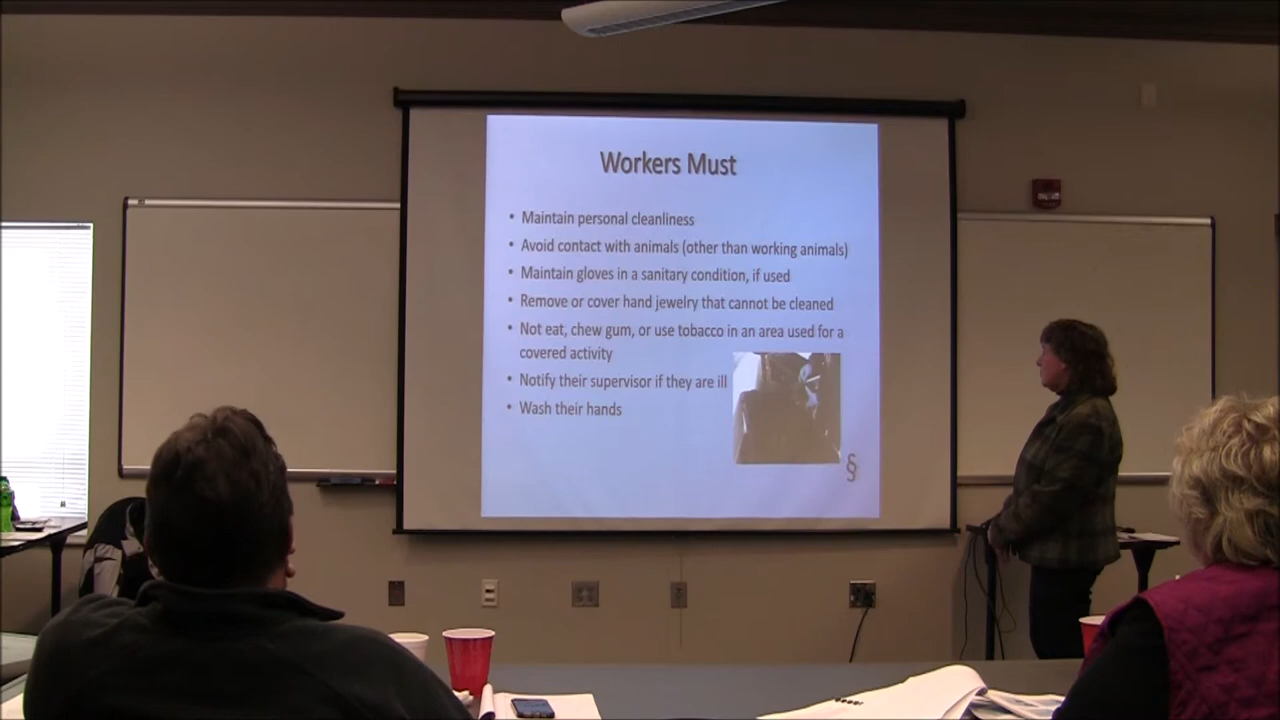 Workers Must
• Maintain personal cleanliness
• Avoid contact with animals (other than working animals)
• Maintain gloves in a sanitary condition, if used
• Remove or cover hand jewelry that cannot be cleaned
• Not eat, chew gum, or use tobacco in an area used for a
covered activity
• Notify their supervisor if they are ill
• Wash their hands
§